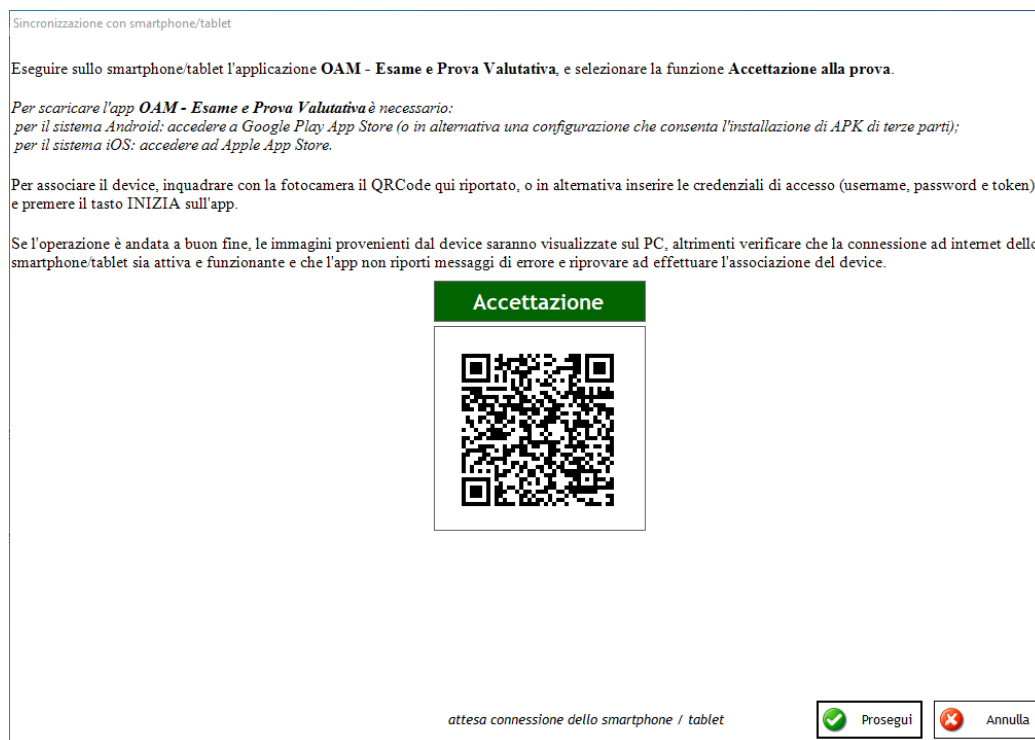 Sincronizzazione con smartphone/tablet
Eseguire sullo smartphone/tablet l'applicazione OAM - Esame e Prova Valutativa, e selezionare la funzione Accettazione alla prova.
Per scaricare l'app OAM - Esame e Prova Valutativa è necessario:
per il sistema Android: accedere a Google Play App Store (o in alternativa una configurazione che consenta l'installazione di APK di terze parti);
per il sistema iOS: accedere ad Apple App Store.
Per associare il device, inquadrare con la fotocamera il QRCode qui riportato, o in alternativa inserire le credenziali di accesso (username, password e token)
e premere il tasto INIZIA sull'app.
Se l'operazione è andata a buon fine, le immagini provenienti dal device saranno visualizzate sul PC, altrimenti verificare che la connessione ad internet dello
smartphone/tablet sia attiva e funzionante e che l'app non riporti messaggi di errore e riprovare ad effettuare l'associazione del device.
Accettazione
attesa connessione dello smartphone / tablet
Prosegui
Annulla